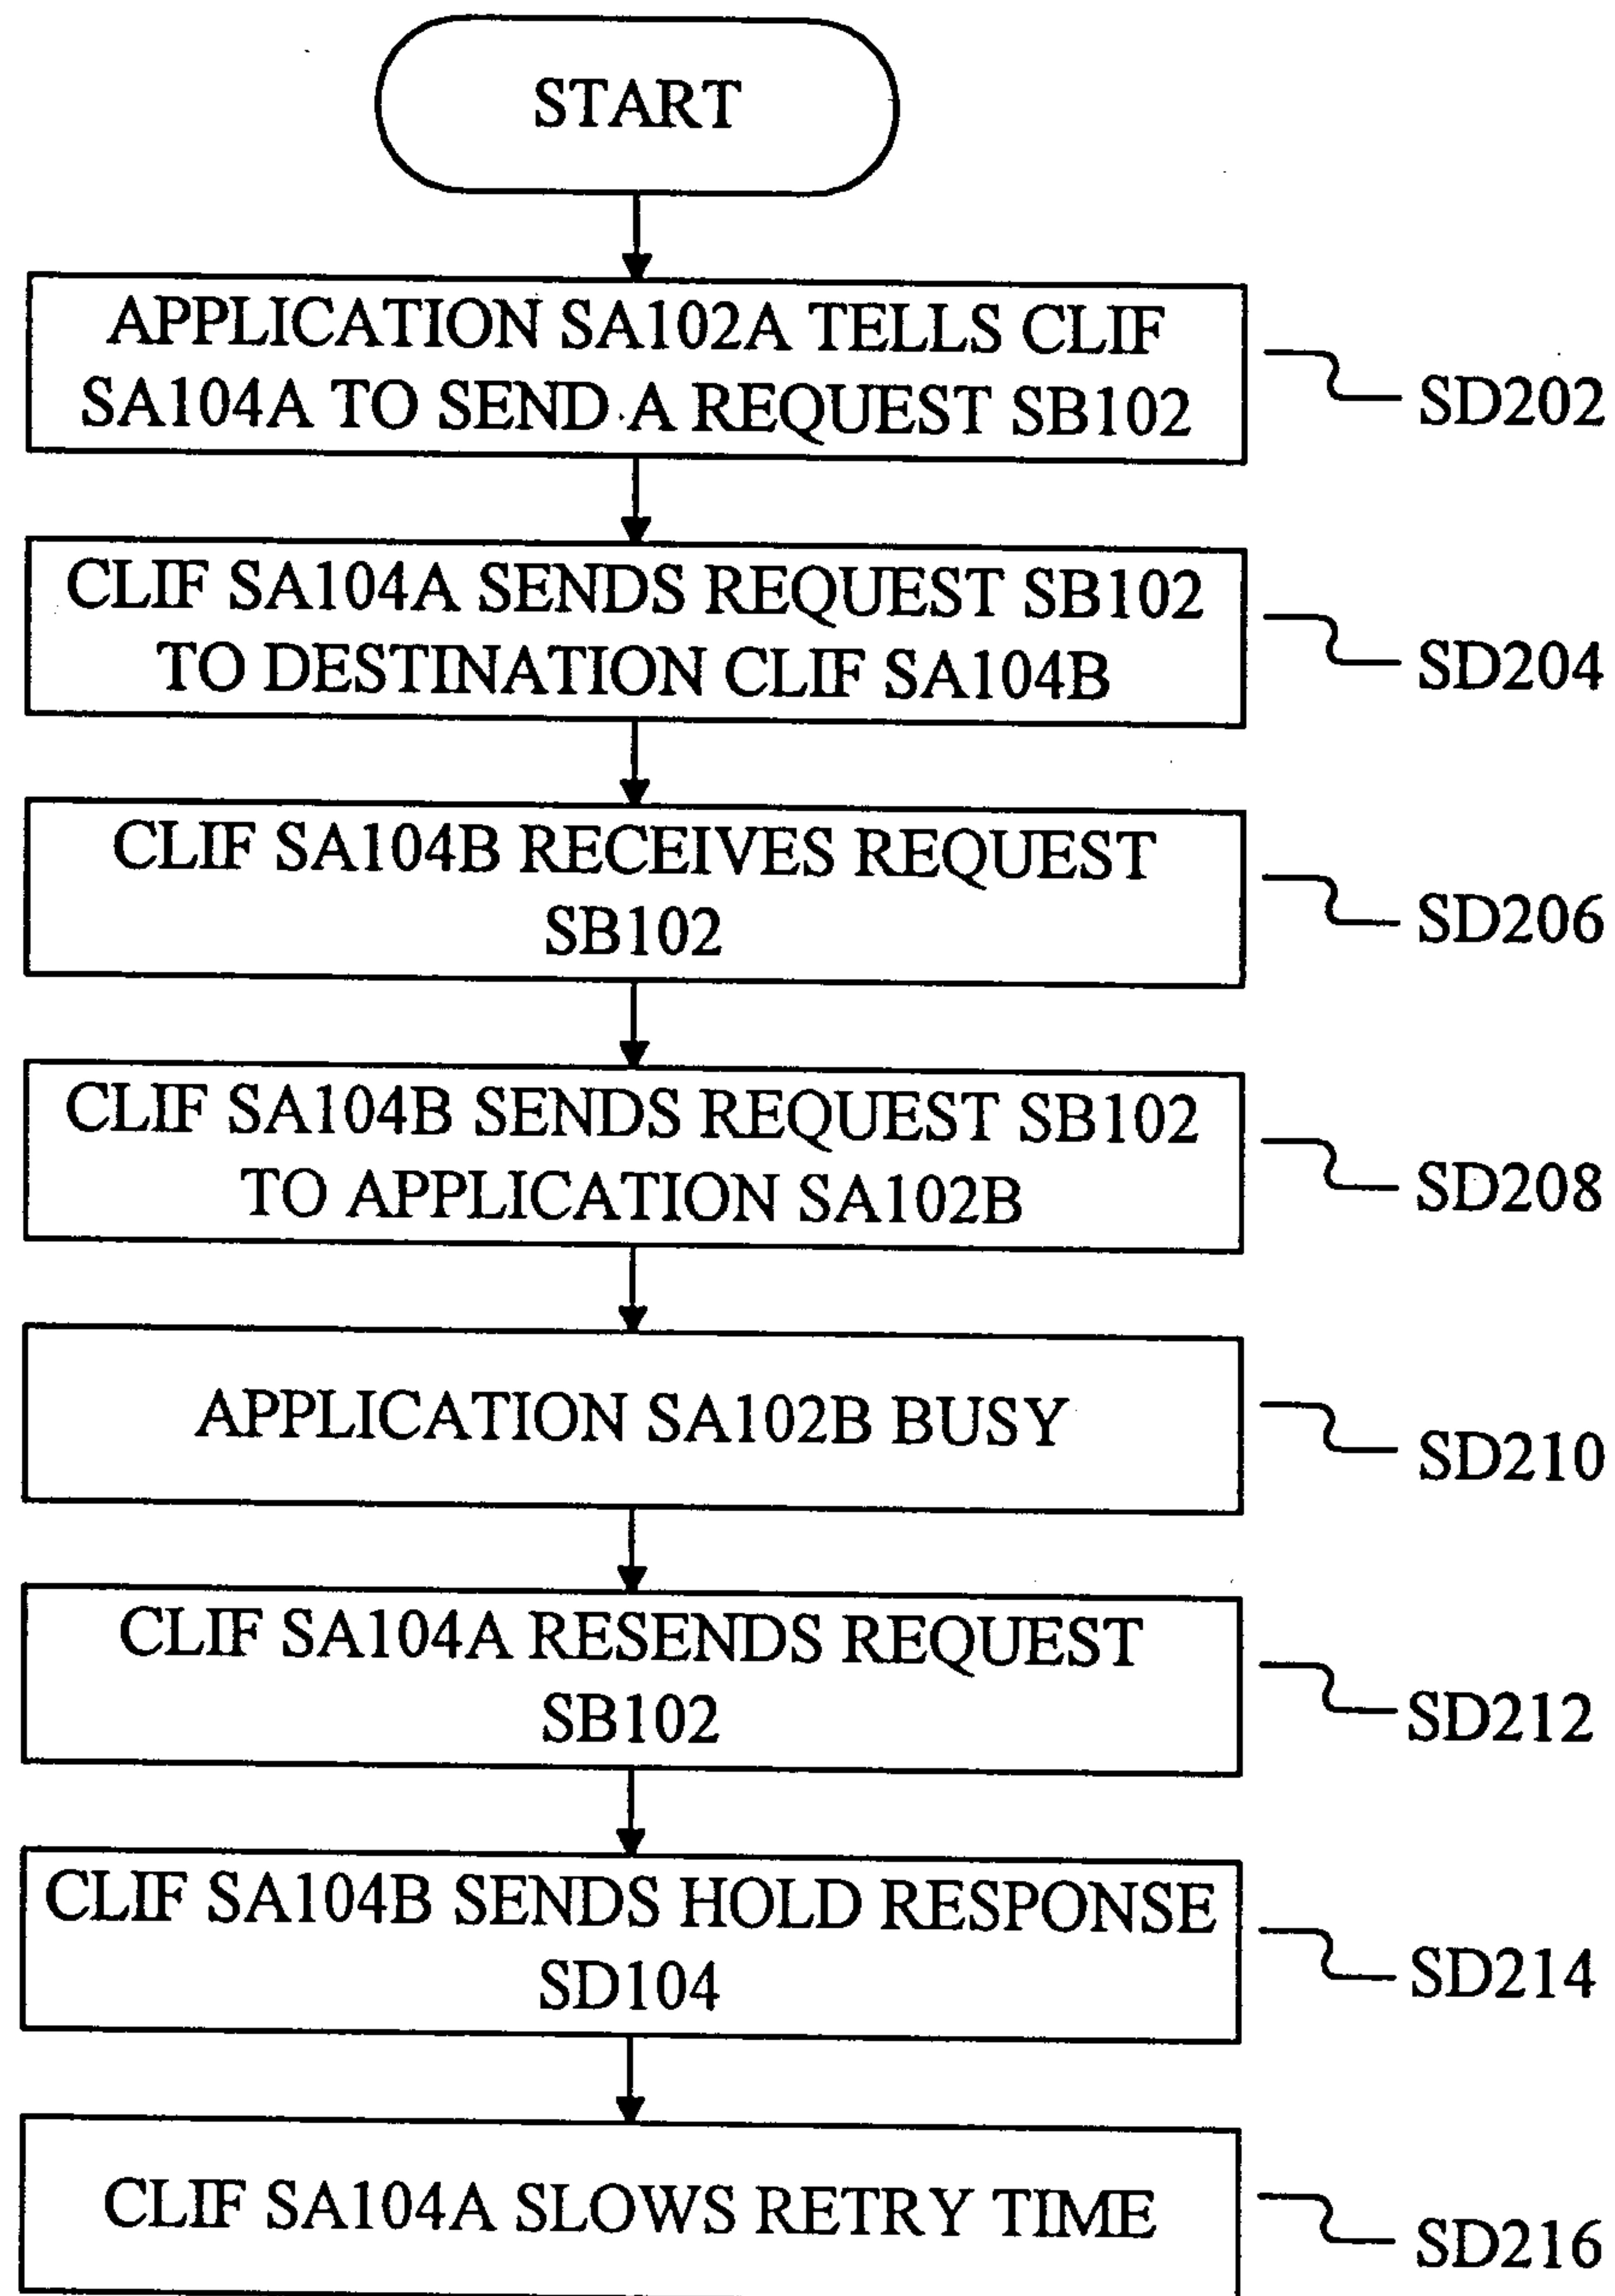 START
APPLICATION SA102A TELLS CLIF
SA104A TO SEND A REQUEST SB102
SD202
CLIF SA104A SENDS REQUEST SB102
TO DESTINATION CLIF SA104B
SD204
CLIF SA104B RECEIVES REQUEST
SB102
SD206
CLIF SA104B SENDS REQUEST SB102
TO APPLICATION SA102B
SD208
APPLICATION SA102B BUSY
SD210
CLIF SA104A RESENDS REQUEST
SB102
SD212
CLIF SA104B SENDS HOLD RESPONSE
SD104
SD214
CLIF SA104A SLOWS RETRY TIME
SD216